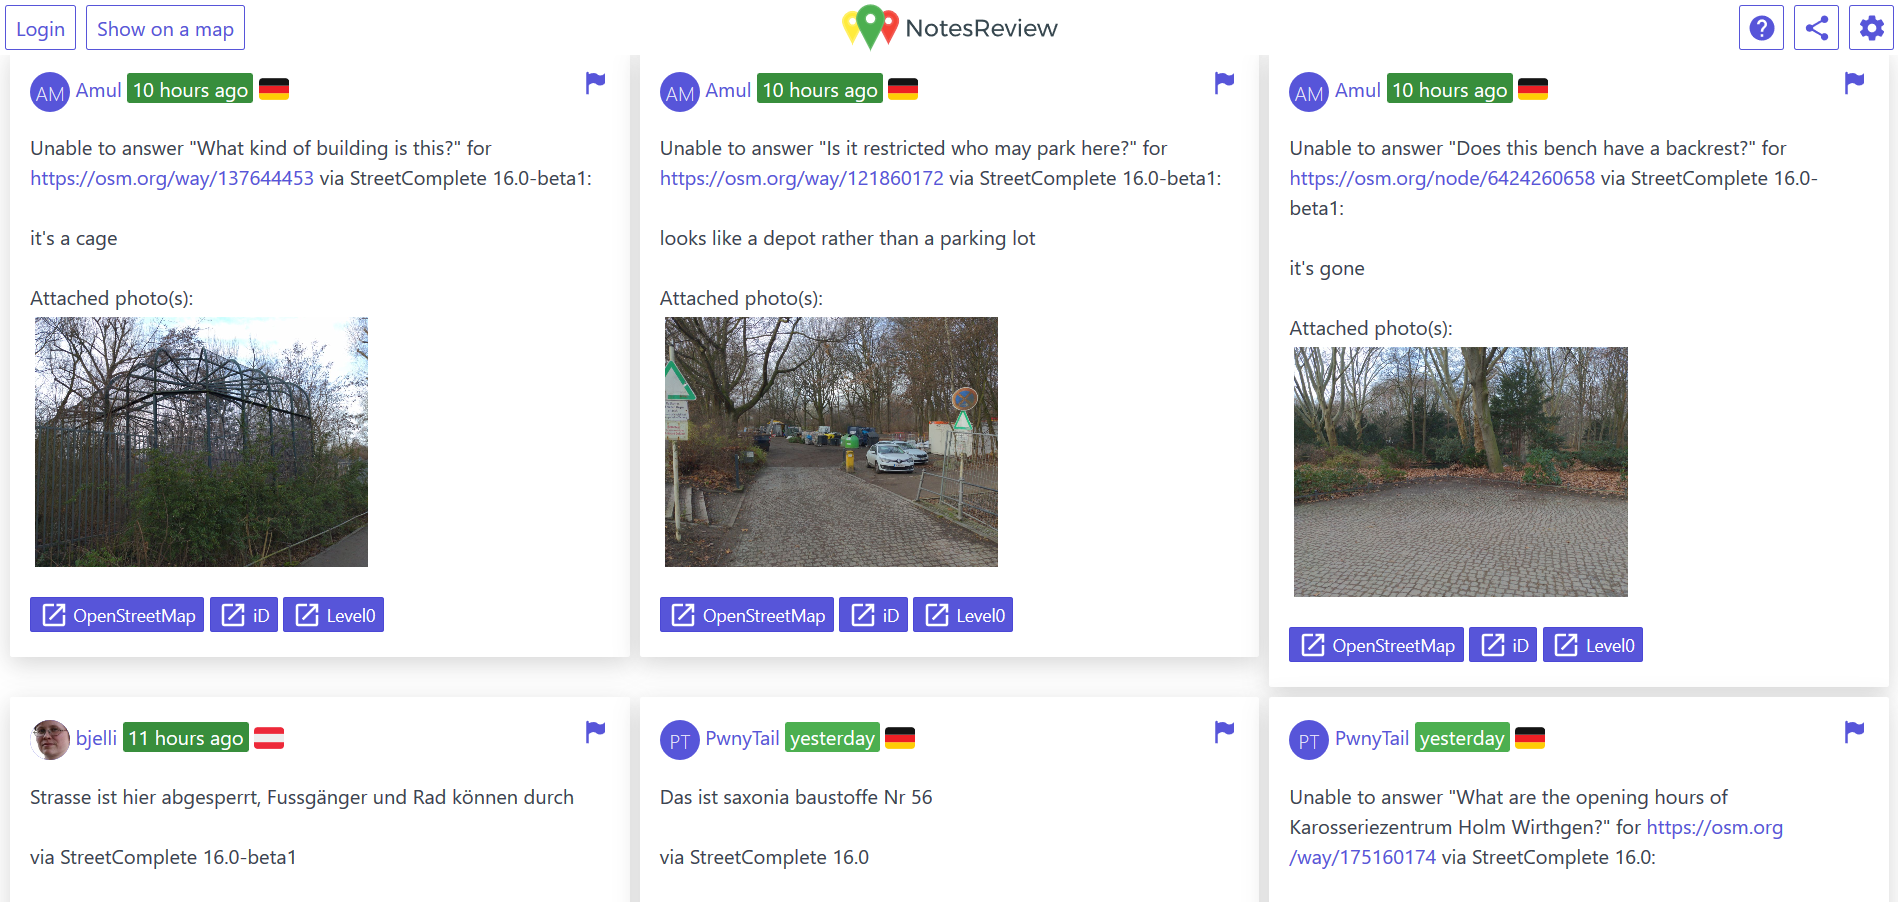 Login
Show on a map
NotesReview
AM Amul 10 hours ago
Unable to answer "What kind of building is this?" for
https://osm.org/way/137644453 via StreetComplete 16.0-beta1:
it's a cage
Attached photo(s):
OpenStreetMap
iD
Level0
AM Amul 10 hours ago
Unable to answer "Is it restricted who may park here?" for
https://osm.org/way/121860172 via StreetComplete 16.0-beta1:
looks like a depot rather than a parking lot
Attached photo(s):
OpenStreetMap
iD
Level0
AM Amul 10 hours ago
Unable to answer "Does this bench have a backrest?" for
https://osm.org/node/6424260658 via StreetComplete 16.0-
beta1:
it's gone
Attached photo(s):
OpenStreetMap
iD
Level0
bjelli 11 hours ago
Strasse ist hier abgesperrt, Fussgänger und Rad können durch
via StreetComplete 16.0-beta1
PT PwnyTail yesterday
Das ist saxonia baustoffe Nr 56
via StreetComplete 16.0
PT PwnyTail yesterday
Unable to answer "What are the opening hours of
Karosseriezentrum Holm Wirthgen?" for https://osm.org
/way/175160174 via StreetComplete 16.0: